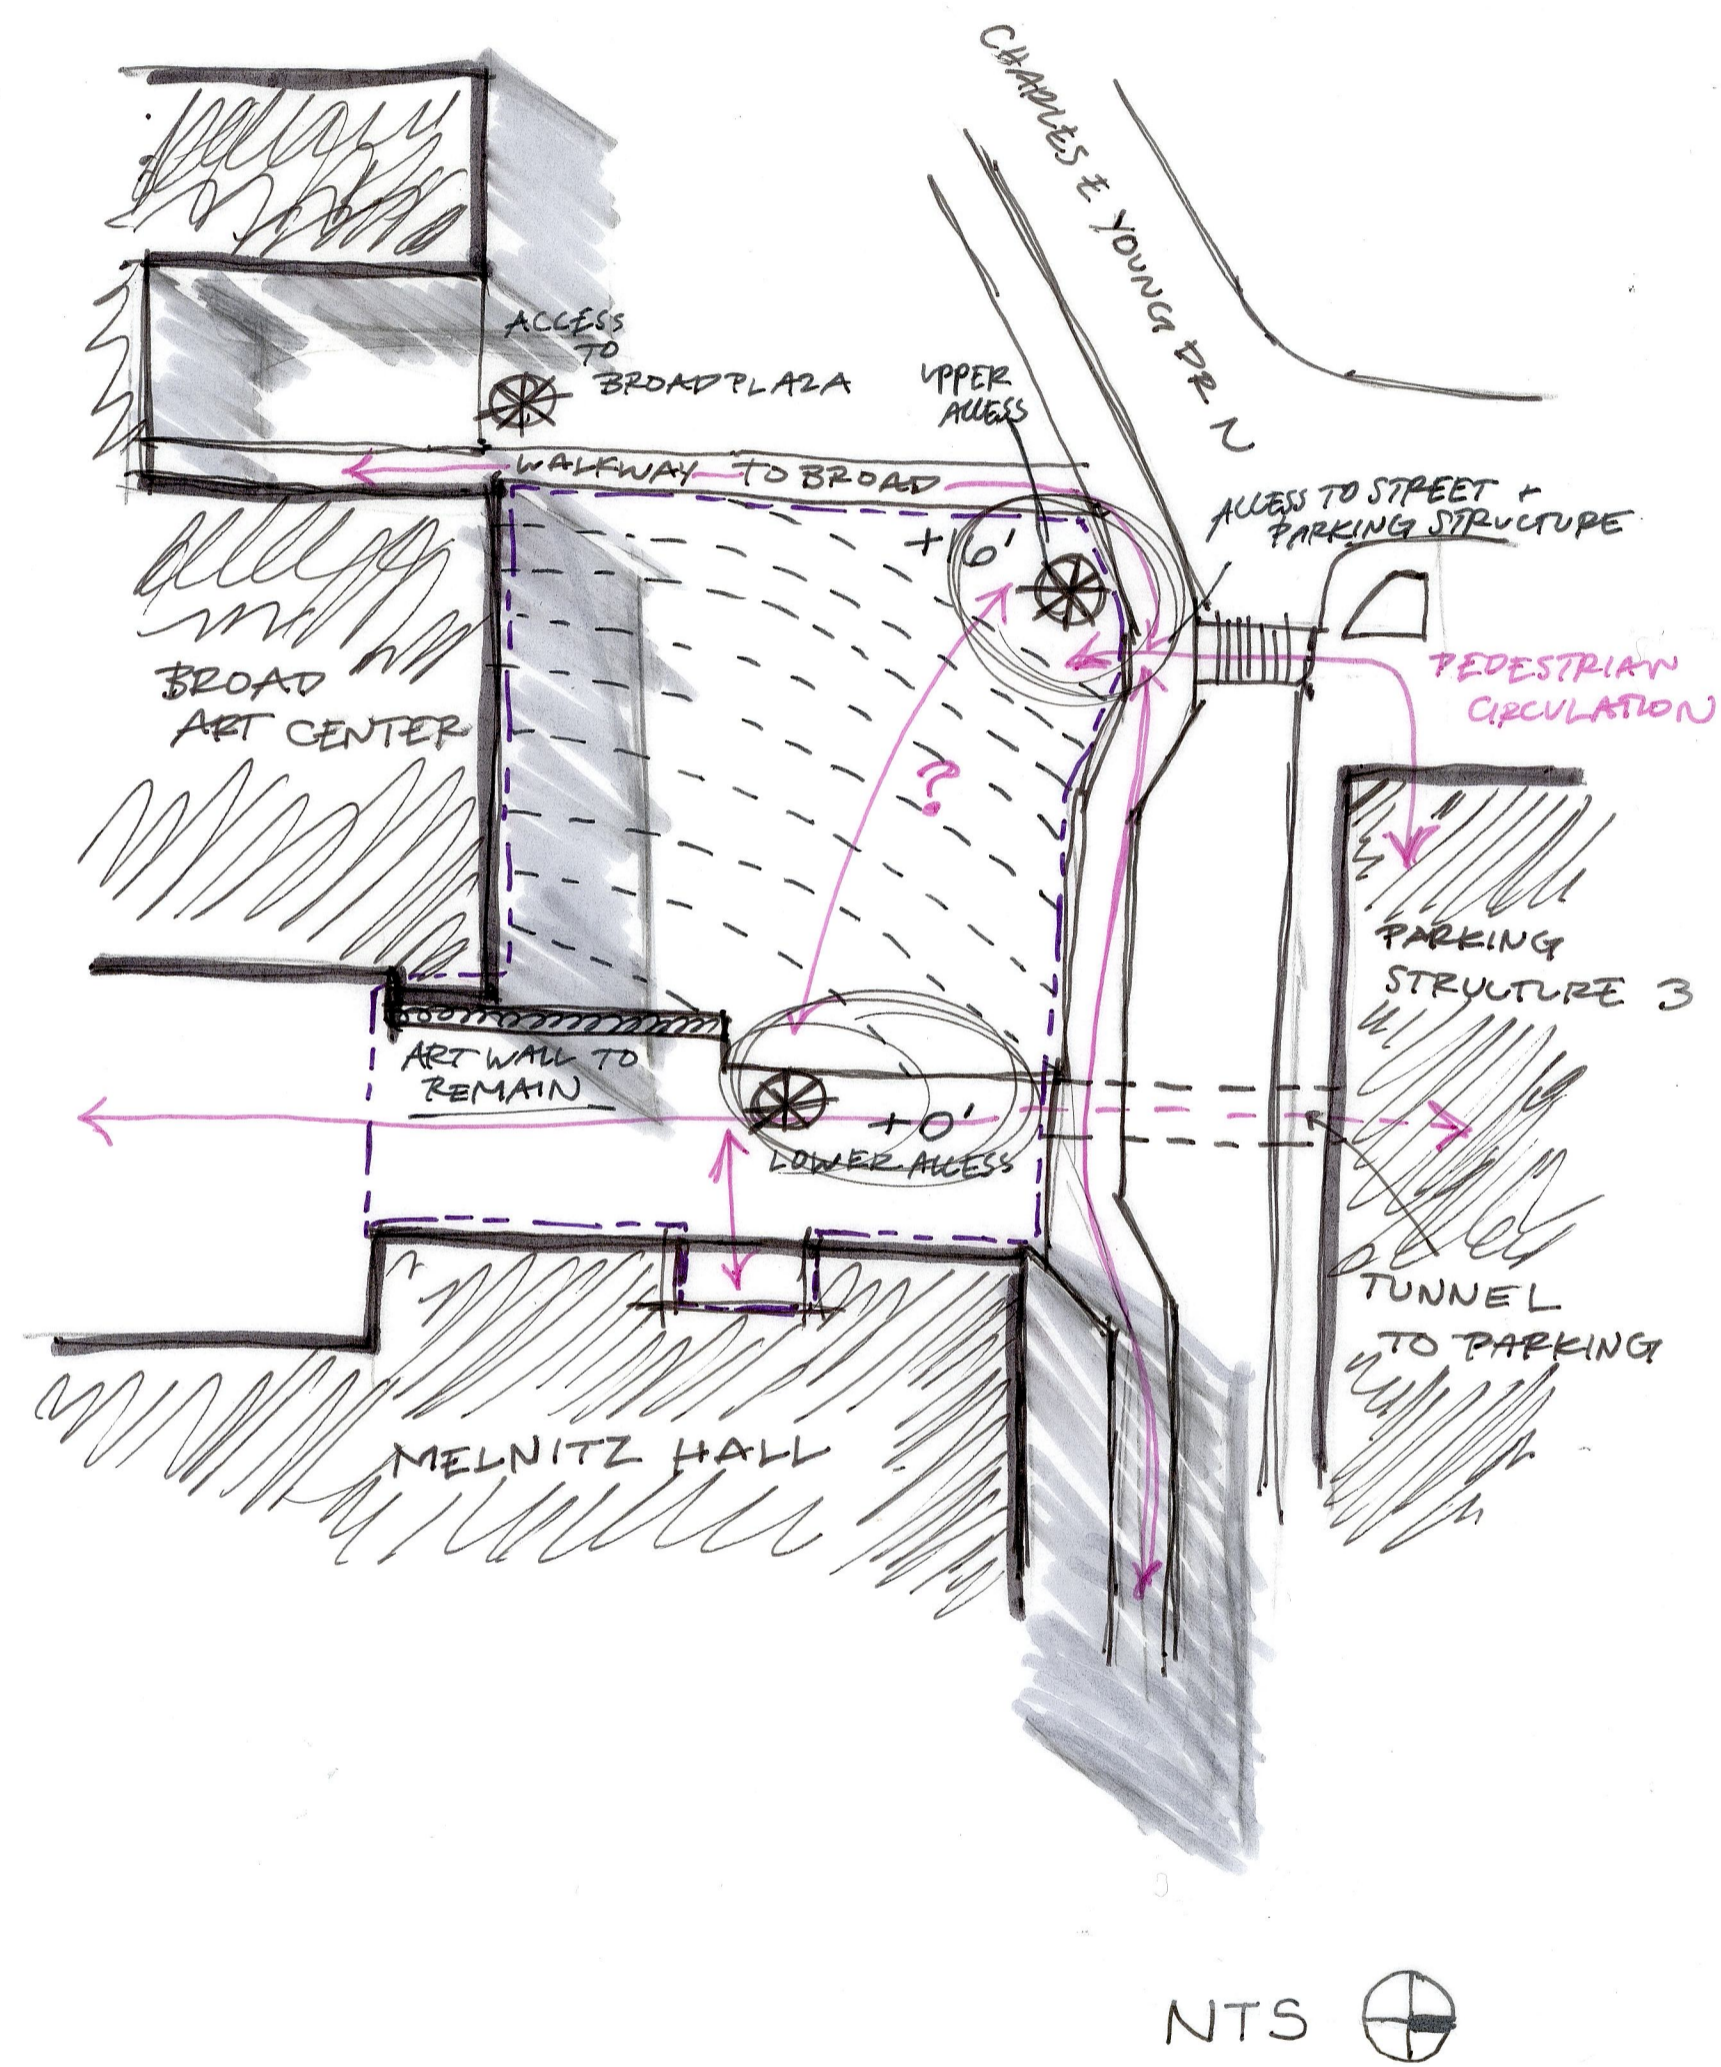 CHARLES E YOUNG DR N
ACCESS
TO
BROAD PLAZA
UPPER
ACCESS
WALKWAY TO BROAD
ACCESS TO STREET +
PARKING STRUCTURE
+16'
PEDESTRIAN
CIRCULATION
BROAD
ART CENTER
?
PARKING
STRUCTURE 3
ART WALL TO
REMAIN
+0'
LOWER ACCESS
TUNNEL
TO PARKING
MELNITZ HALL
NTS